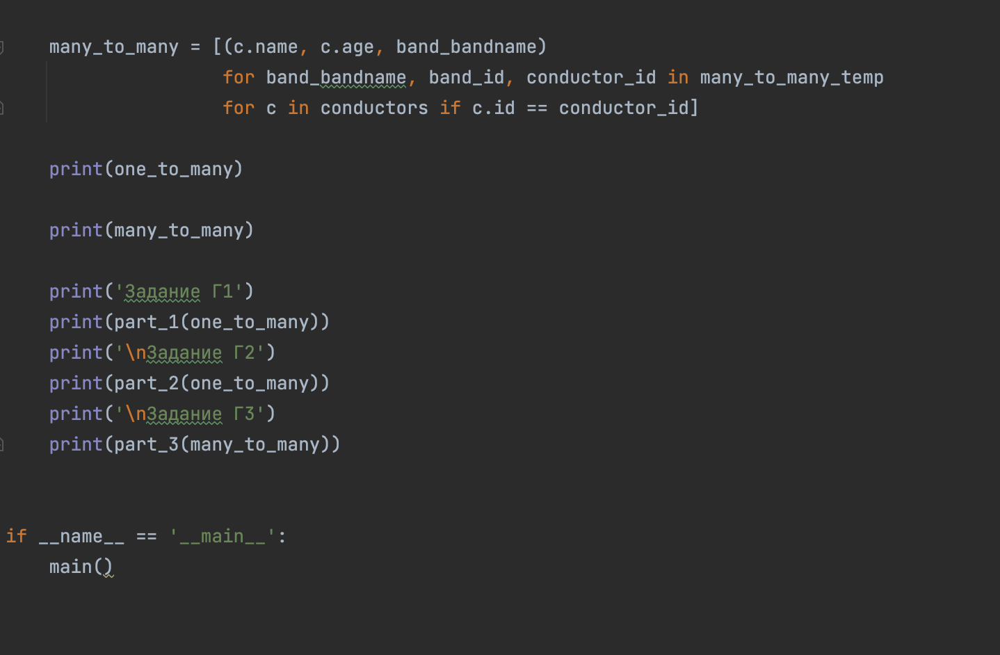 many_to_many = [(c.name, c.age, band_bandname)
for band_bandname, band_id, conductor_id in many_to_many_temp
for c in conductors if c.id == conductor_id]
print(one_to_many)
print(many_to_many)
print('Задание Г1')
print(part_1(one_to_many))
print('\nЗадание Г2')
print(part_2(one_to_many))
print('\nЗадание Г3')
print(part_3(many_to_many))
if __name__ == '__main__':
main()